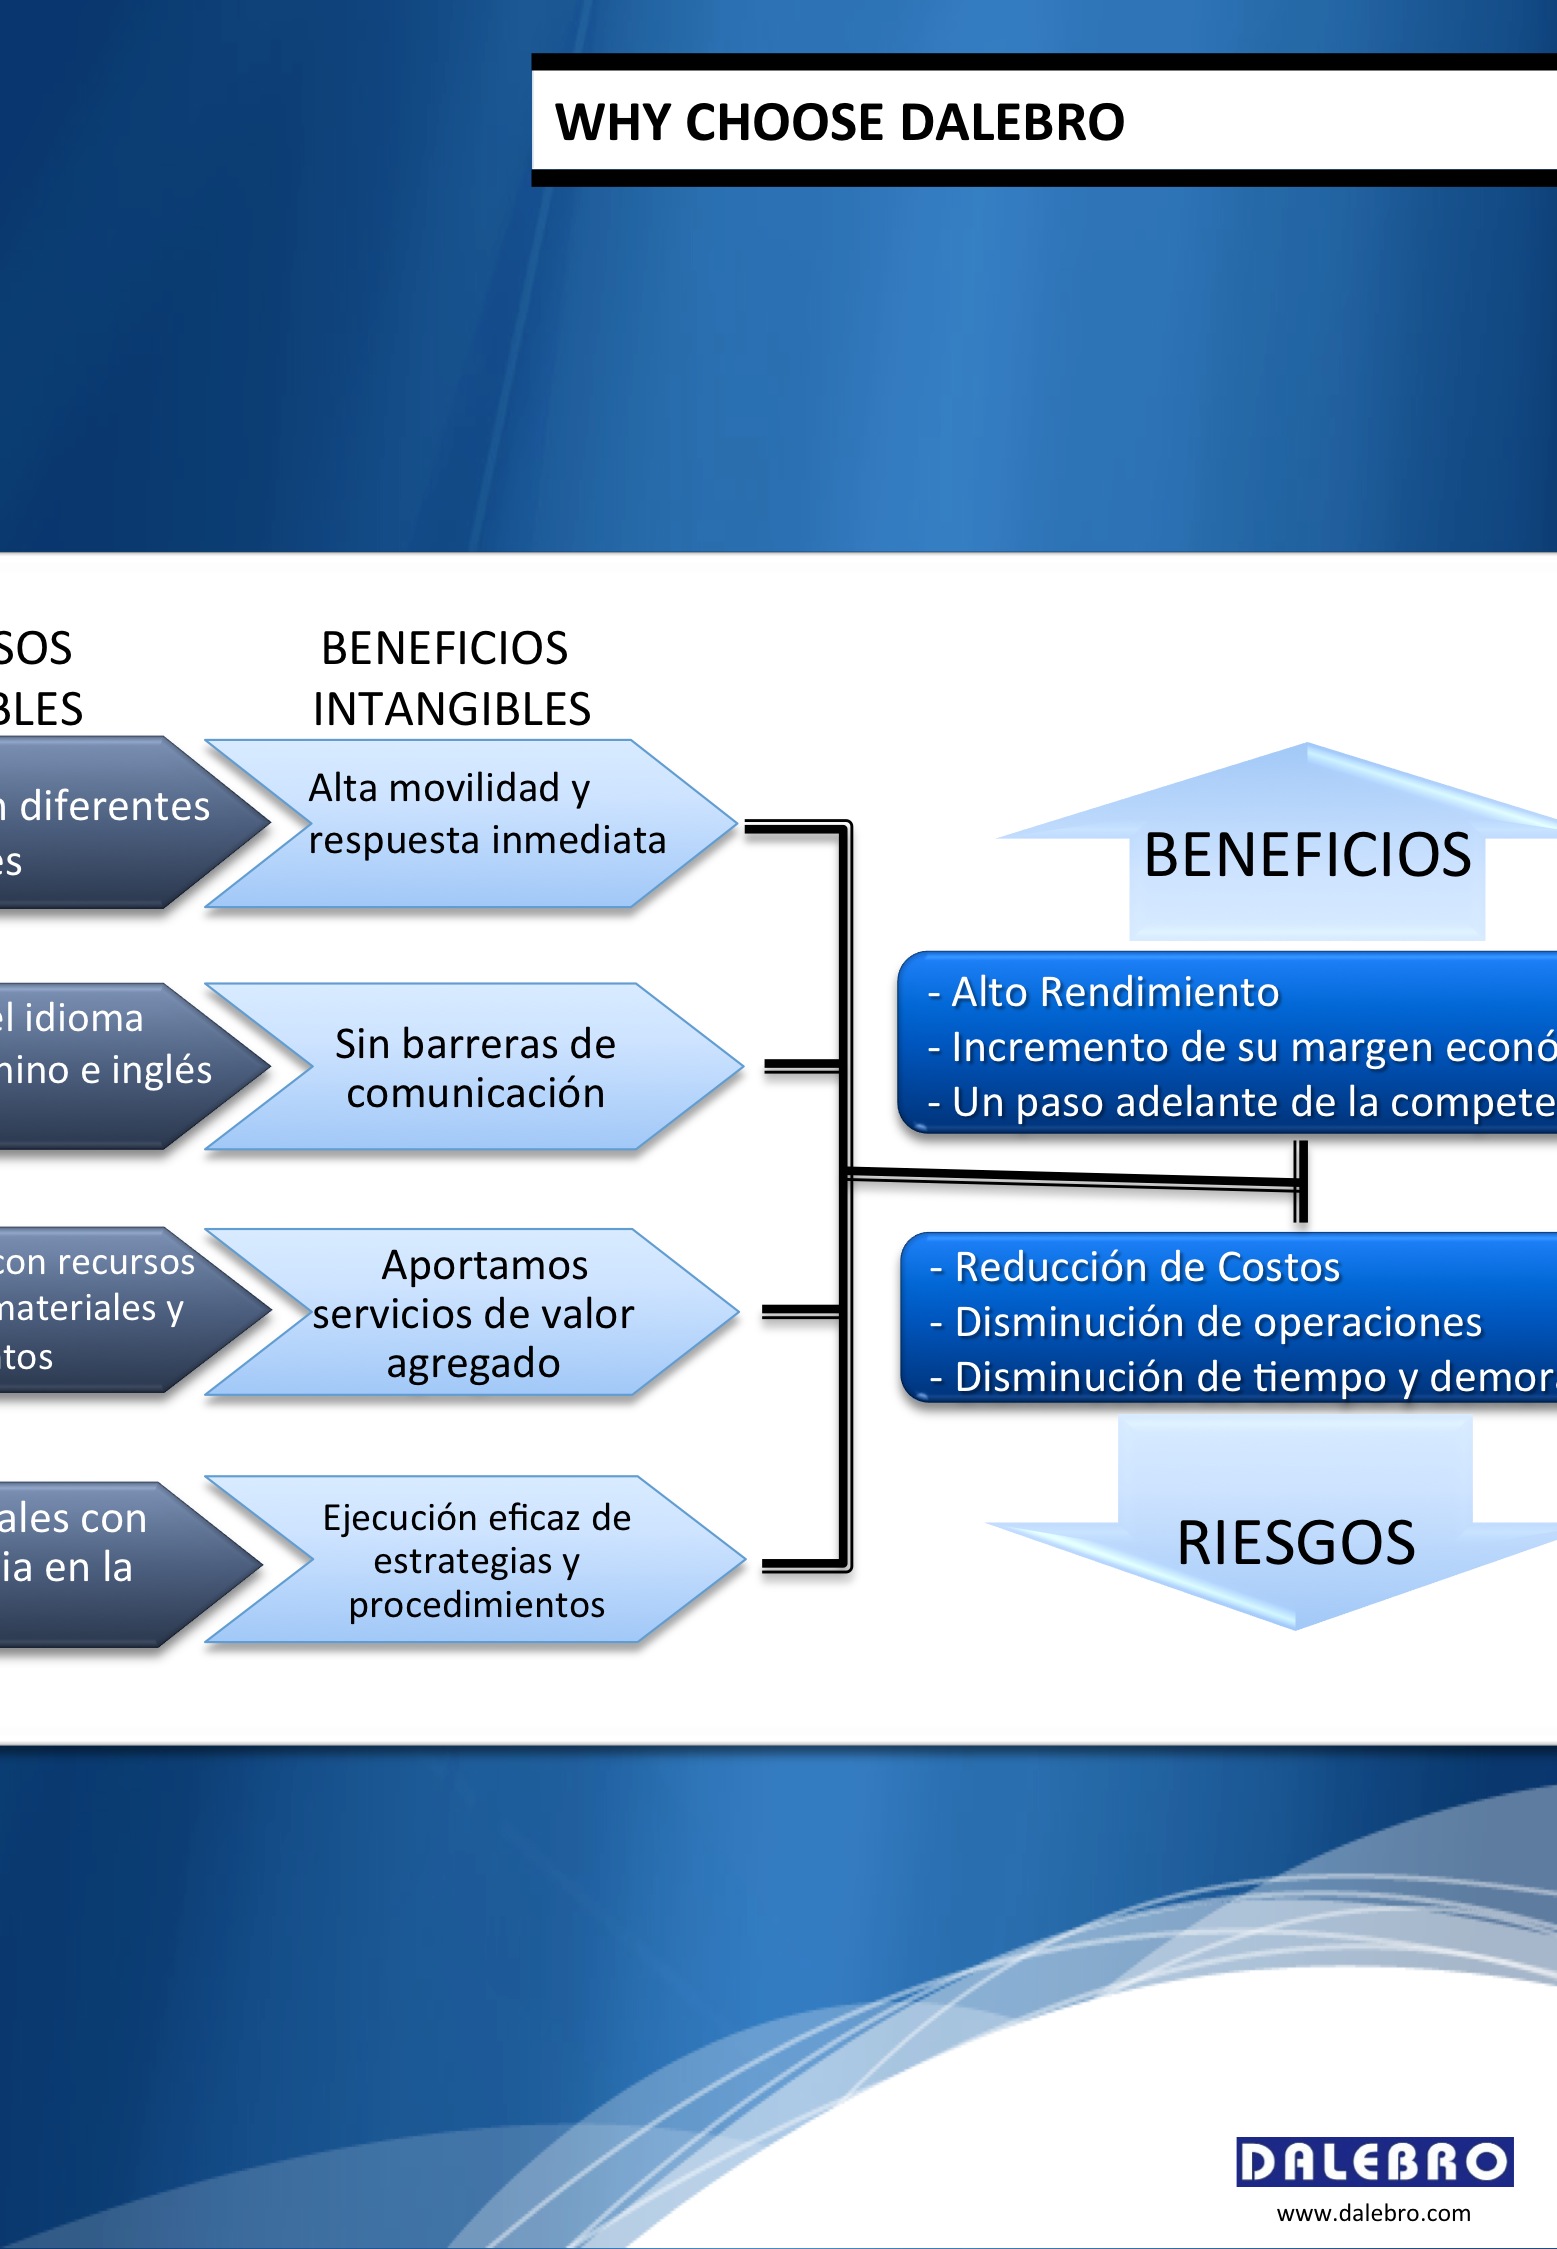 WHY CHOOSE DALEBRO
SOS
BLES
n diferentes
es
el idioma
nino e inglés
con recursos
materiales y
ntos
ales con
ia en la
BENEFICIOS
INTANGIBLES
Alta movilidad y
respuesta inmediata
Sin barreras de
comunicación
Aportamos
servicios de valor
agregado
Ejecución eficaz de
estrategias y
procedimientos
BENEFICIOS
- Alto Rendimiento
- Incremento de su margen econó
- Un paso adelante de la compete
- Reducción de Costos
- Disminución de operaciones
- Disminución de tiempo y demora
RIESGOS
DALEBRO
www.dalebro.com